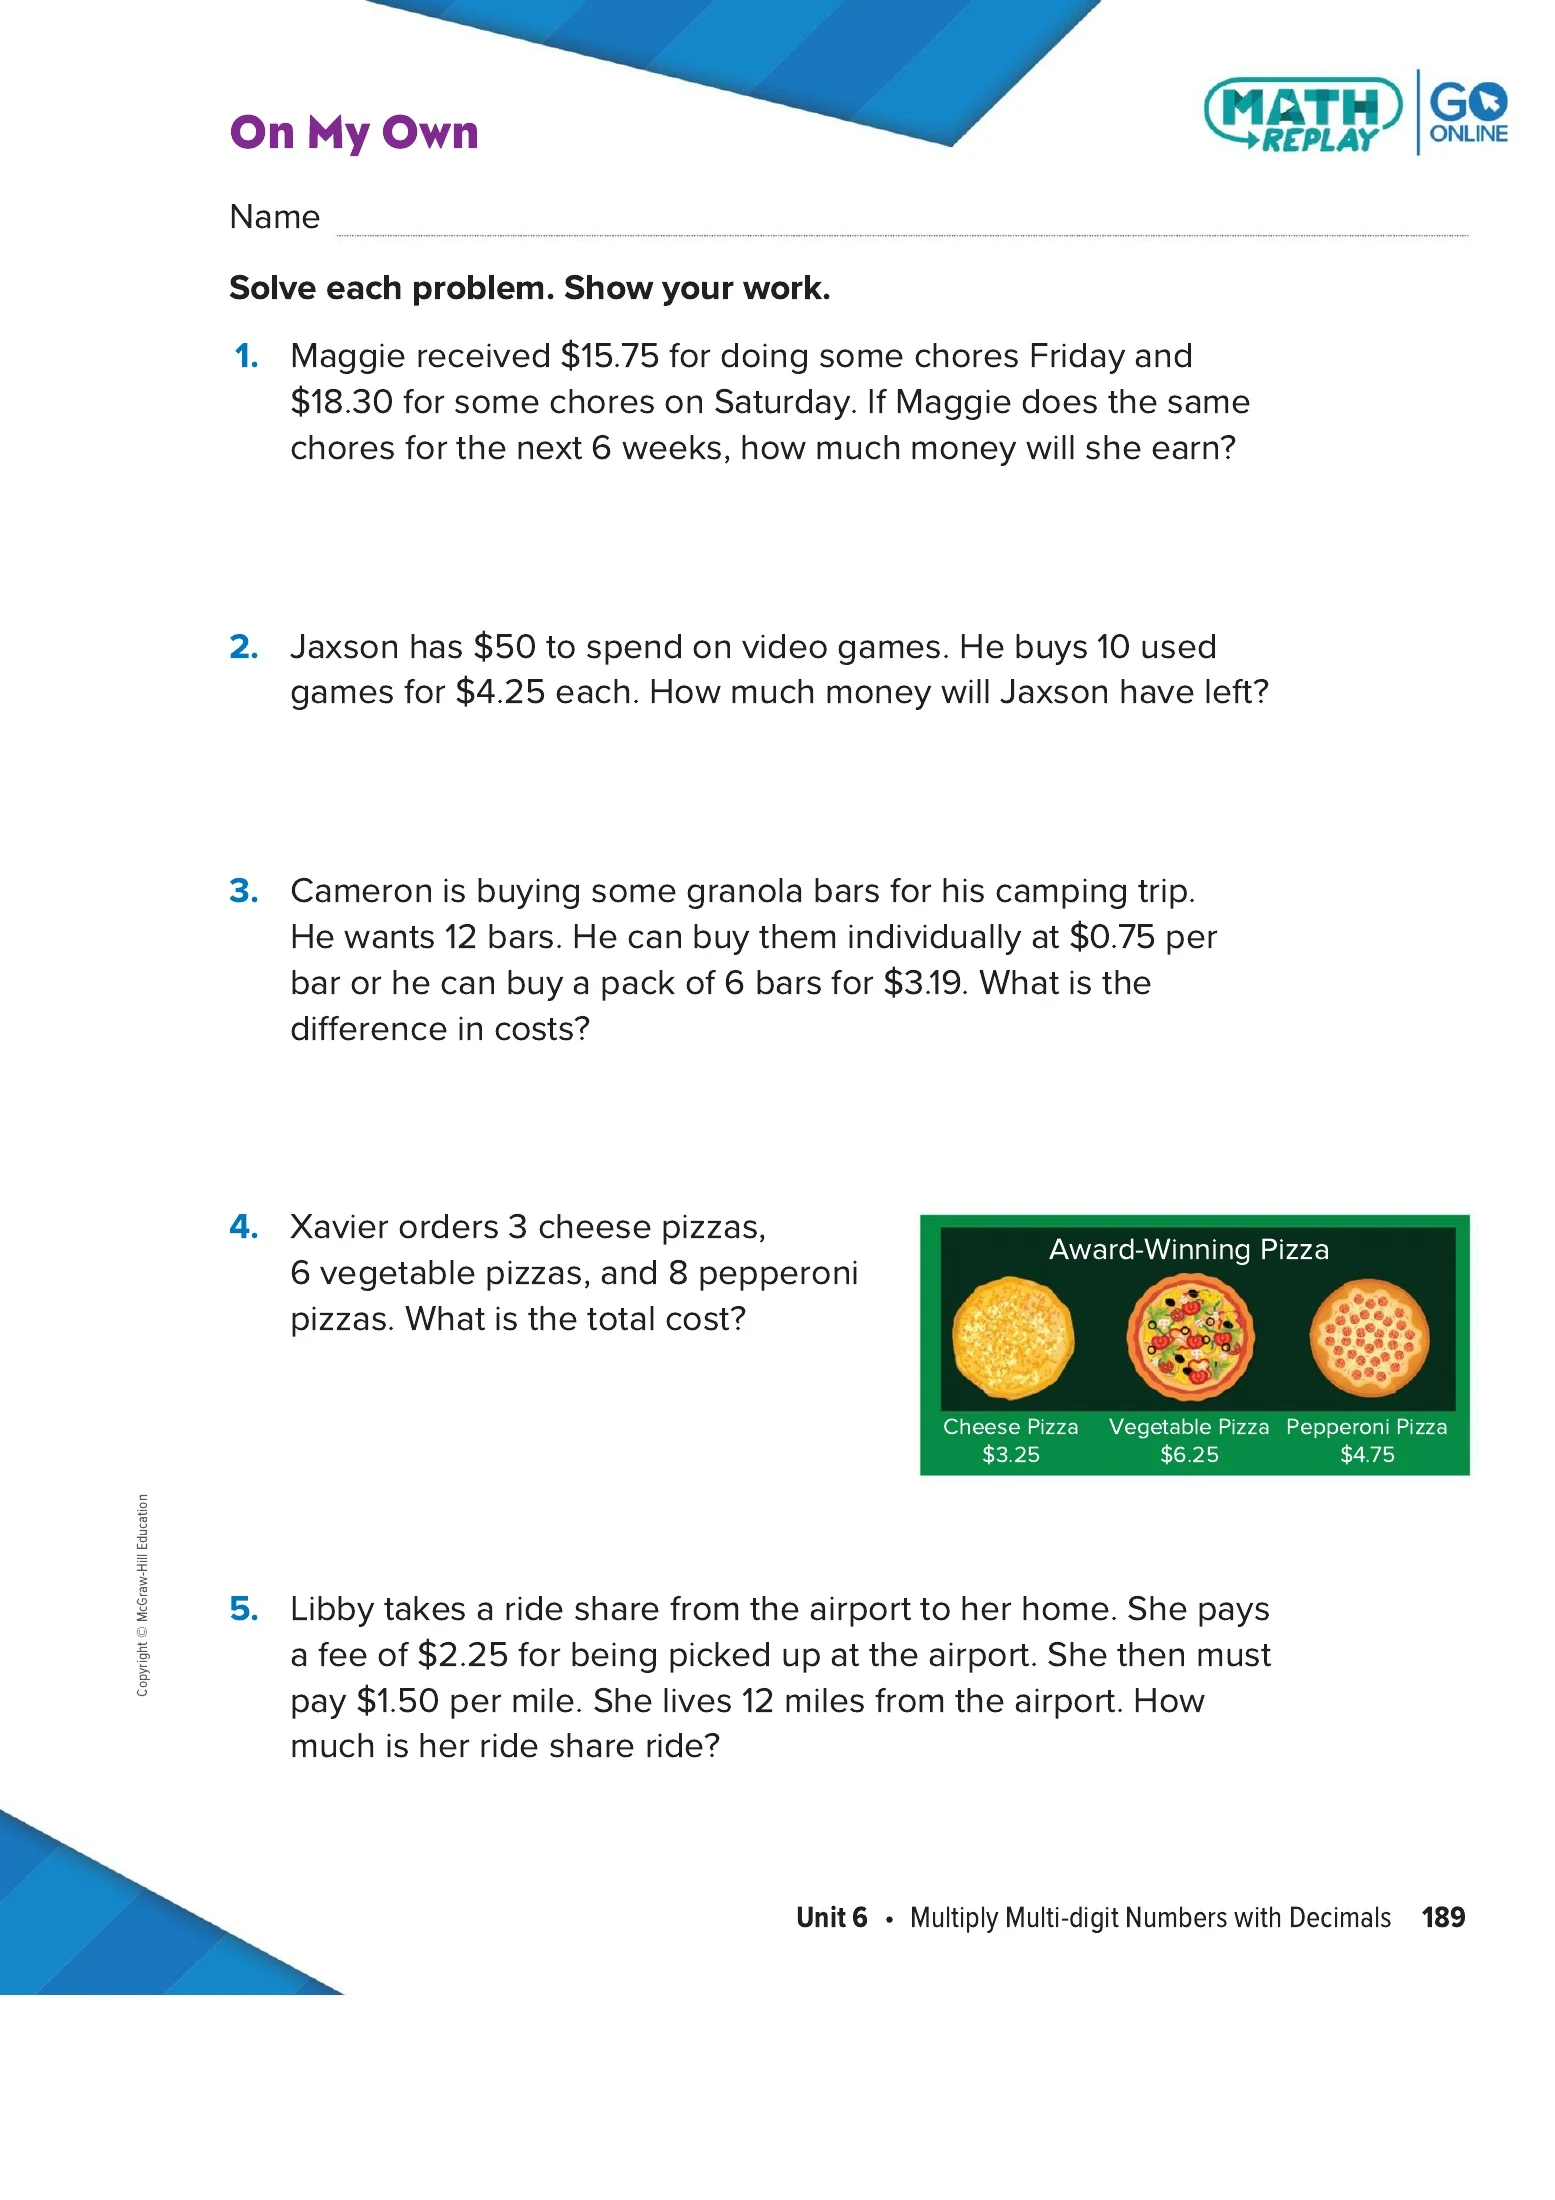 MATH
REPLAY
GO
ONLINE
On My Own
Name
Solve each problem. Show your work.
1. Maggie received $15.75 for doing some chores Friday and
$18.30 for some chores on Saturday. If Maggie does the same
chores for the next 6 weeks, how much money will she earn?
2. Jaxson has $50 to spend on video games. He buys 10 used
games for $4.25 each. How much money will Jaxson have left?
3. Cameron is buying some granola bars for his camping trip.
He wants 12 bars. He can buy them individually at $0.75 per
bar or he can buy a pack of 6 bars for $3.19. What is the
difference in costs?
4. Xavier orders 3 cheese pizzas,
6 vegetable pizzas, and 8 pepperoni
pizzas. What is the total cost?
Award-Winning Pizza
Cheese Pizza Vegetable Pizza Pepperoni Pizza
$3.25 $6.25 $4.75
5. Libby takes a ride share from the airport to her home. She pays
a fee of $2.25 for being picked up at the airport. She then must
pay $1.50 per mile. She lives 12 miles from the airport. How
much is her ride share ride?
Copyright © McGraw-Hill Education
Unit 6 • Multiply Multi-digit Numbers with Decimals 189